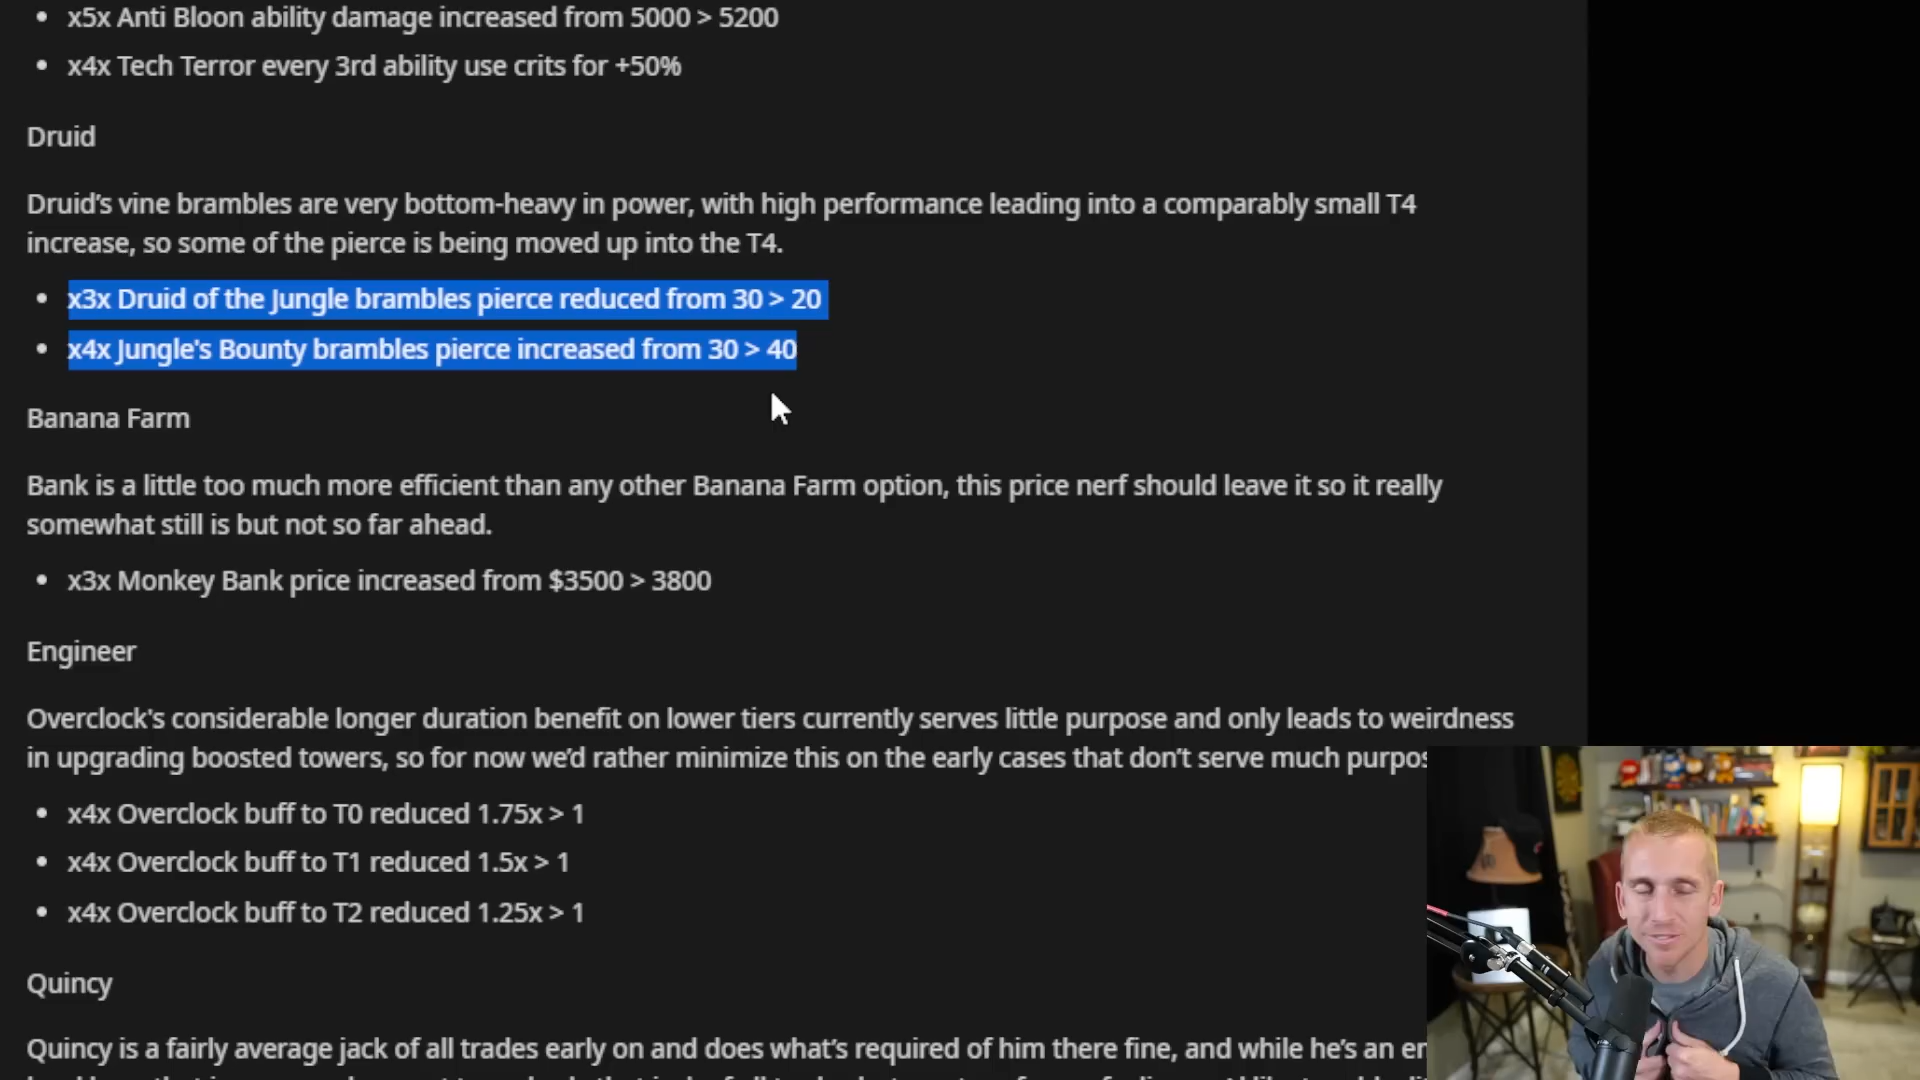 x5x Anti Bloon ability damage increased from 5000 > 5200
x4x Tech Terror every 3rd ability use crits for +50%
Druid
Druid’s vine brambles are very bottom-heavy in power, with high performance leading into a comparably small T4
increase, so some of the pierce is being moved up into the T4.
x3x Druid of the Jungle brambles pierce reduced from 30 > 20
x4x Jungle's Bounty brambles pierce increased from 30 > 40
Banana Farm
Bank is a little too much more efficient than any other Banana Farm option, this price nerf should leave it so it really
somewhat still is but not so far ahead.
x3x Monkey Bank price increased from $3500 > 3800
Engineer
Overclock's considerable longer duration benefit on lower tiers currently serves little purpose and only leads to weirdness
in upgrading boosted towers, so for now we’d rather minimize this on the early cases that don’t serve much purpos
x4x Overclock buff to T0 reduced 1.75x > 1
x4x Overclock buff to T1 reduced 1.5x > 1
x4x Overclock buff to T2 reduced 1.25x > 1
Quincy
Quincy is a fairly average jack of all trades early on and does what’s required of him there fine, and while he’s an